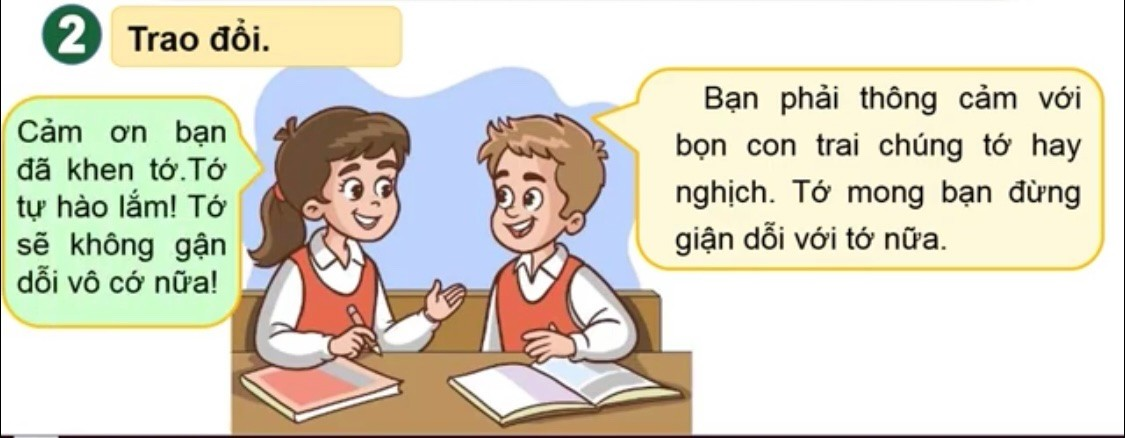 2 Trao đổi.
Cảm ơn bạn
đã khen tớ.Tớ
tự hào lắm! Tớ
sẽ không gận
dỗi vô cớ nữa!
Bạn phải thông cảm với
bọn con trai chúng tớ hay
nghịch. Tớ mong bạn đừng
giận dỗi với tớ nữa.